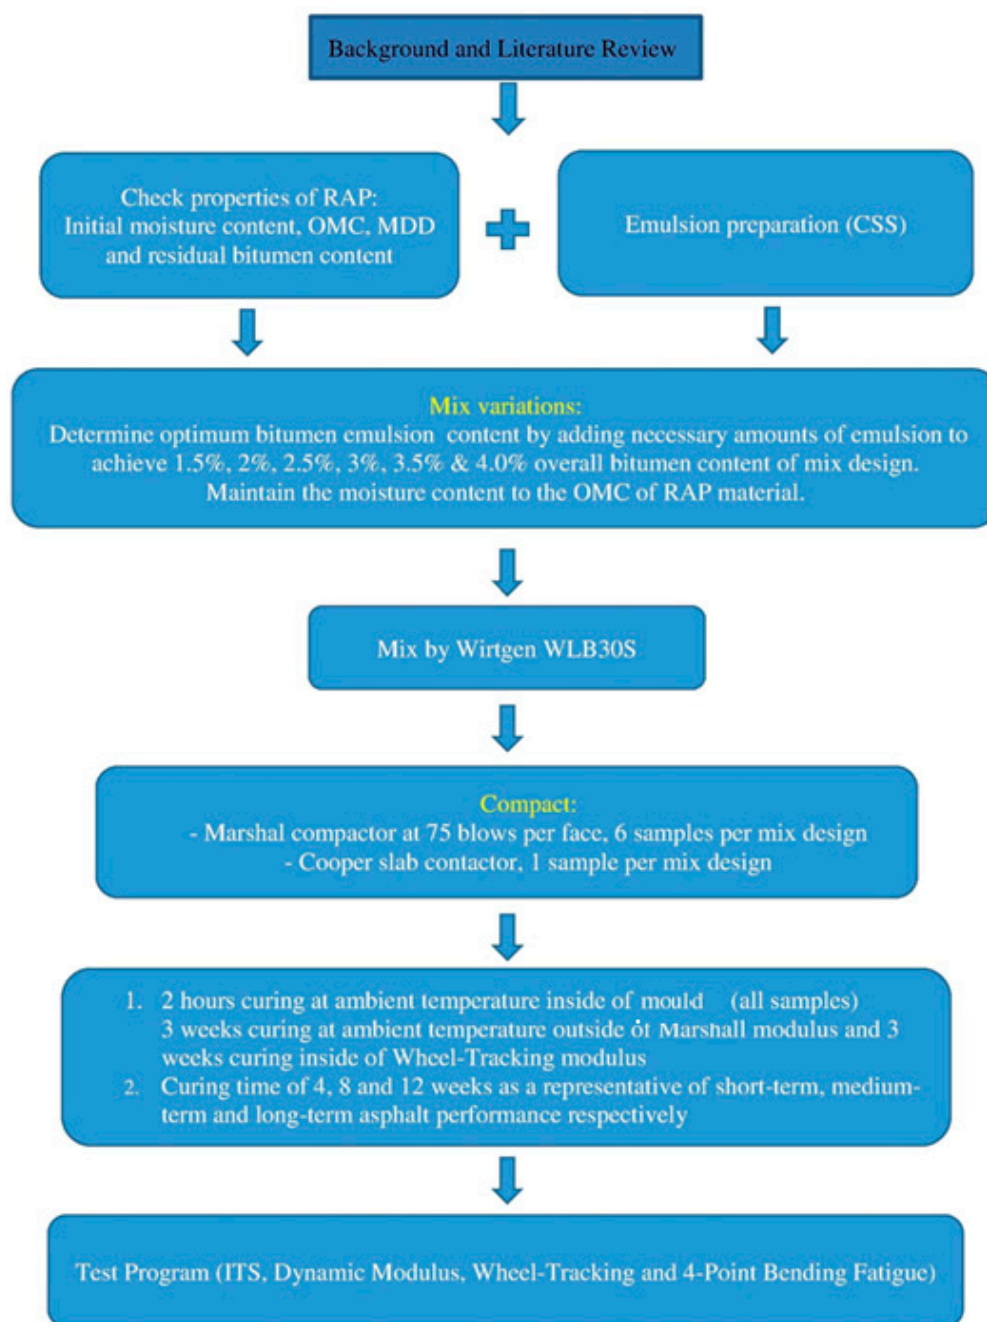 Background and Literature Review
Check properties of RAP:
Initial moisture content, OMC, MDD
and residual bitumen content
Emulsion preparation (CSS)
Mix variations:
Determine optimum bitumen emulsion content by adding necessary amounts of emulsion to
achieve 1.5%, 2%, 2.5%, 3%, 3.5% & 4.0% overall bitumen content of mix design.
Maintain the moisture content to the OMC of RAP material.
Mix by Wirtgen WLB30S
Compact:
- Marshal compactor at 75 blows per face, 6 samples per mix design
- Cooper slab contactor, 1 sample per mix design
1. 2 hours curing at ambient temperature inside of mould (all samples)
3 weeks curing at ambient temperature outside of Marshall modulus and 3
weeks curing inside of Wheel-Tracking modulus
2. Curing time of 4, 8 and 12 weeks as a representative of short-term, medium-
term and long-term asphalt performance respectively
Test Program (ITS, Dynamic Modulus, Wheel-Tracking and 4-Point Bending Fatigue)